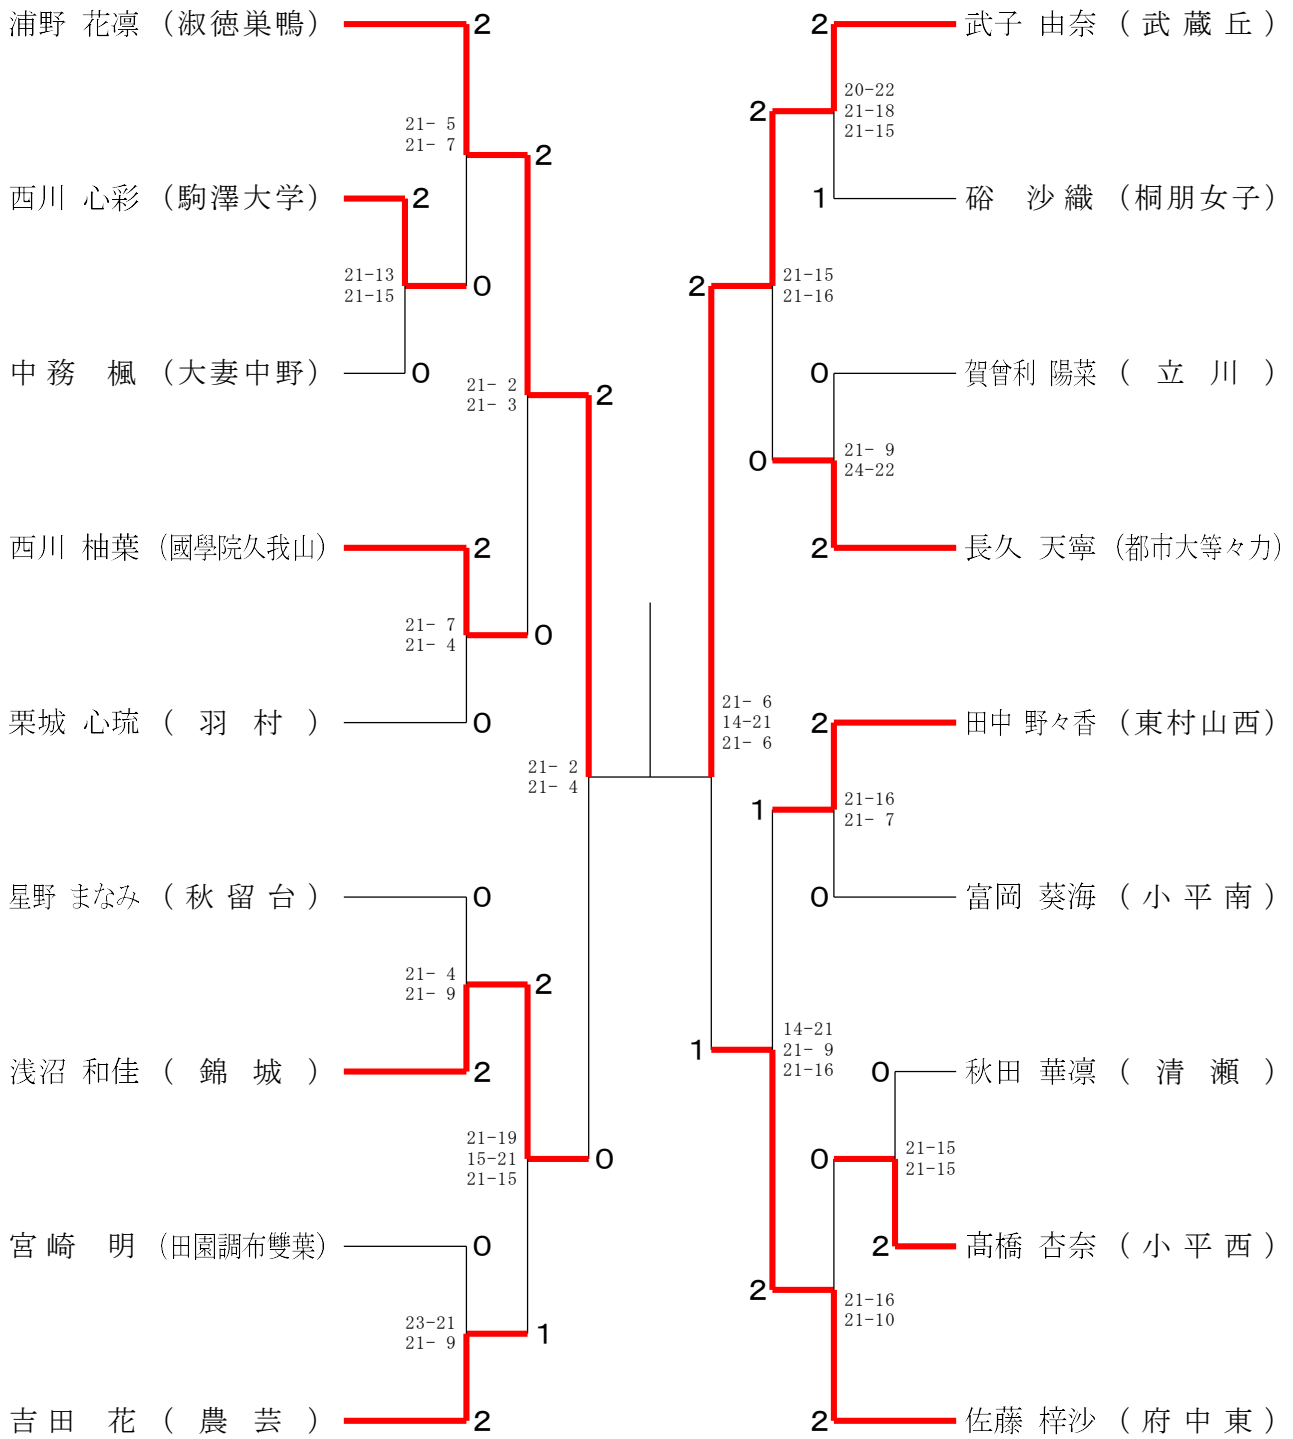 浦野 花凛 (淑徳巣鴨) 2
21- 5
21- 7
2
西川 心彩 (駒澤大学) 2
21-13
21-15
0
中務 楓 (大妻中野) 0
21- 2
21- 3
2
西川 柚葉 (國學院久我山) 2
21- 7
21- 4
0
栗城 心琉 (羽村) 0
21- 2
21- 4
星野 まなみ (秋留台) 0
21- 4
21- 9
2
浅沼 和佳 (錦城) 2
21-19
15-21
21-15
0
宮崎 明 (田園調布雙葉) 0
23-21
21- 9
1
吉田 花 (農芸) 2
2 武子 由奈 (武蔵丘)
2
20-22
21-18
21-15
1 硲 沙織 (桐朋女子)
2
21-15
21-16
0 賀曾利 陽菜 (立川)
0
21- 9
24-22
2 長久 天寧 (都市大等々力)
21- 6
14-21
21- 6
2 田中 野々香 (東村山西)
1
21-16
21- 7
0 富岡 葵海 (小平南)
1
14-21
21- 9
21-16
0 秋田 華凛 (清瀬)
0
21-15
21-15
2 髙橋 杏奈 (小平西)
2
21-16
21-10
2 佐藤 梓沙 (府中東)